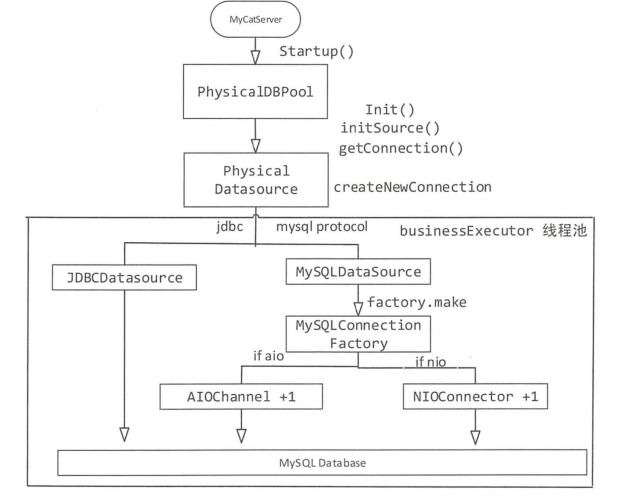 MyCatServer
Startup()
PhysicalDBPool
Init()
initSource()
getConnection()
Physical
Datasource
createNewConnection
jdbc
mysql protocol
businessExecutor 线程池
JDBCDatasource
MySQLDataSource
factory.make
MySQLConnection
Factory
if aio
if nio
AIOChannel +1
NIOConnector +1
MySQL Database